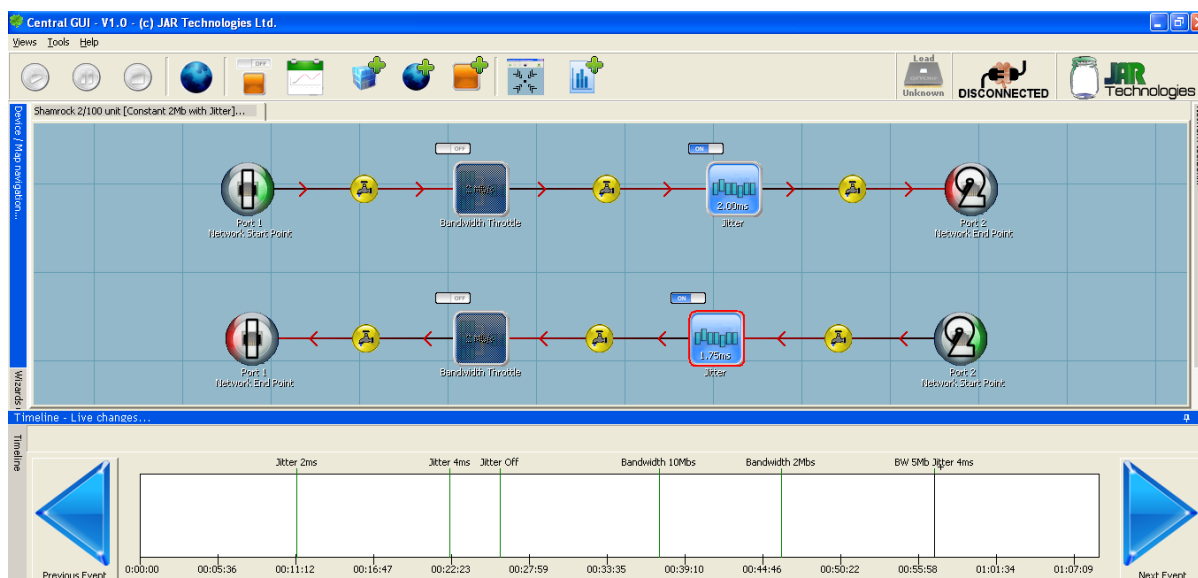 Central GUI - V1.0 - (c) JAR Technologies Ltd.
Views Tools Help
OFF
Load
Unknown
DISCONNECTED
JAR
Technologies
Shamrock 2/100 unit [Constant 2Mb with Jitter]...
Device / Map navigation...
OFF
ON
Port 1
Network Start Point
Bandwidth Throttle
2.00ms
Jitter
Port 2
Network End Point
OFF
ON
Port 1
Network End Point
Bandwidth Throttle
1.75ms
Jitter
Port 2
Network Start Point
Wizards
Timeline - Live changes...
Timeline
Jitter 2ms Jitter 4ms Jitter Off Bandwidth 10Mbs Bandwidth 2Mbs BW 5Mb Jitter 4ms
Previous Event
0:00:00 00:05:36 00:11:12 00:16:47 00:22:23 00:27:59 00:33:35 00:39:10 00:44:46 00:50:22 00:55:58 01:01:34 01:07:09
Next Event